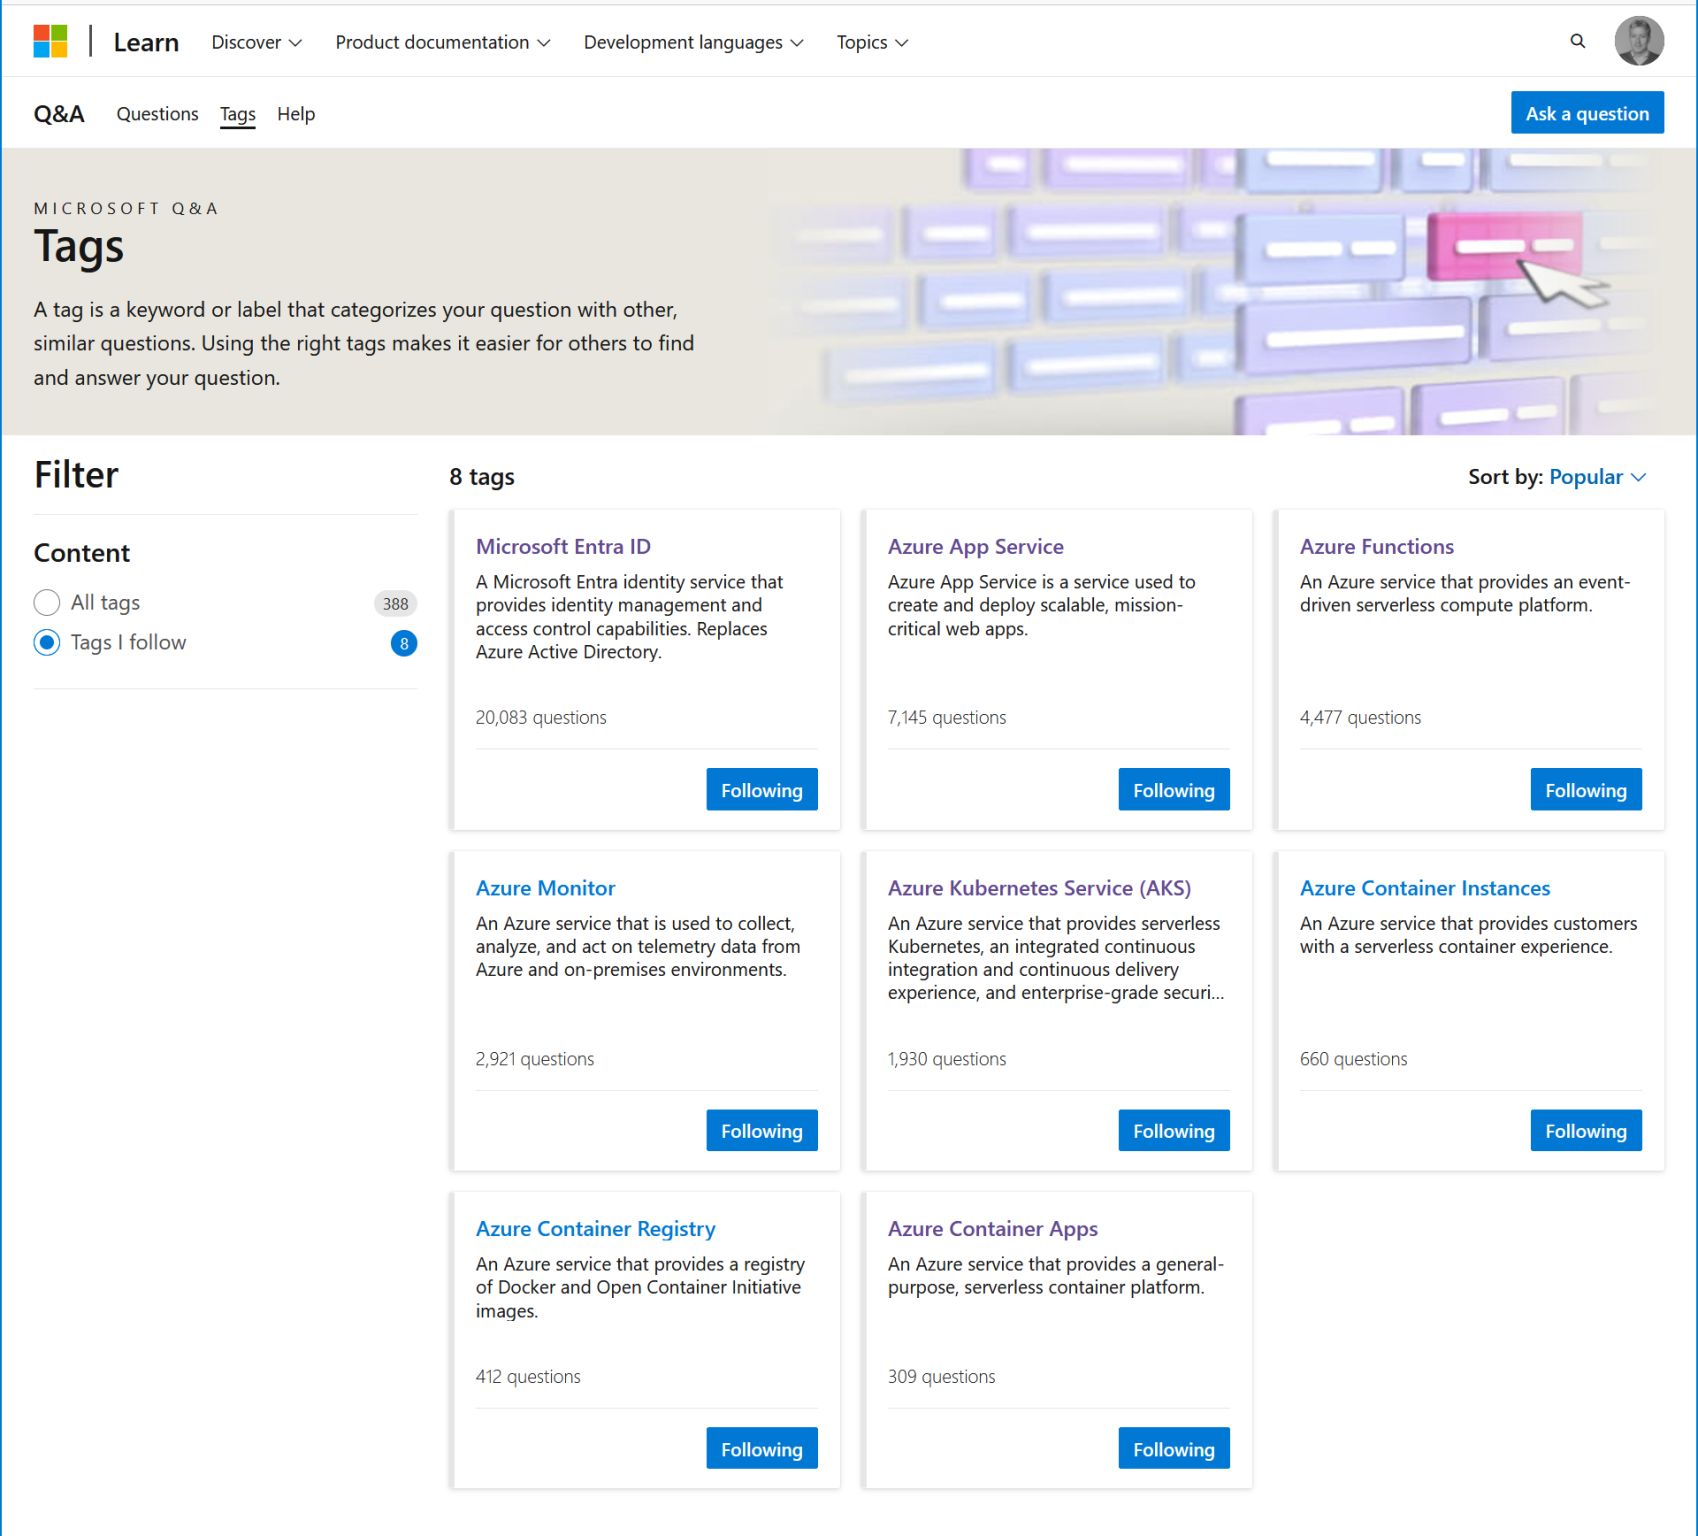 Learn Discover Product documentation Development languages Topics
Q&A Questions Tags Help Ask a question
MICROSOFT Q&A
Tags
A tag is a keyword or label that categorizes your question with other,
similar questions. Using the right tags makes it easier for others to find
and answer your question.
Filter
Content
All tags 388
Tags I follow 8
8 tags
Sort by: Popular
Microsoft Entra ID
A Microsoft Entra identity service that
provides identity management and
access control capabilities. Replaces
Azure Active Directory.
20,083 questions
Following
Azure App Service
Azure App Service is a service used to
create and deploy scalable, mission-
critical web apps.
7,145 questions
Following
Azure Functions
An Azure service that provides an event-
driven serverless compute platform.
4,477 questions
Following
Azure Monitor
An Azure service that is used to collect,
analyze, and act on telemetry data from
Azure and on-premises environments.
2,921 questions
Following
Azure Kubernetes Service (AKS)
An Azure service that provides serverless
Kubernetes, an integrated continuous
integration and continuous delivery
experience, and enterprise-grade securi...
1,930 questions
Following
Azure Container Instances
An Azure service that provides customers
with a serverless container experience.
660 questions
Following
Azure Container Registry
An Azure service that provides a registry
of Docker and Open Container Initiative
images.
412 questions
Following
Azure Container Apps
An Azure service that provides a general-
purpose, serverless container platform.
309 questions
Following